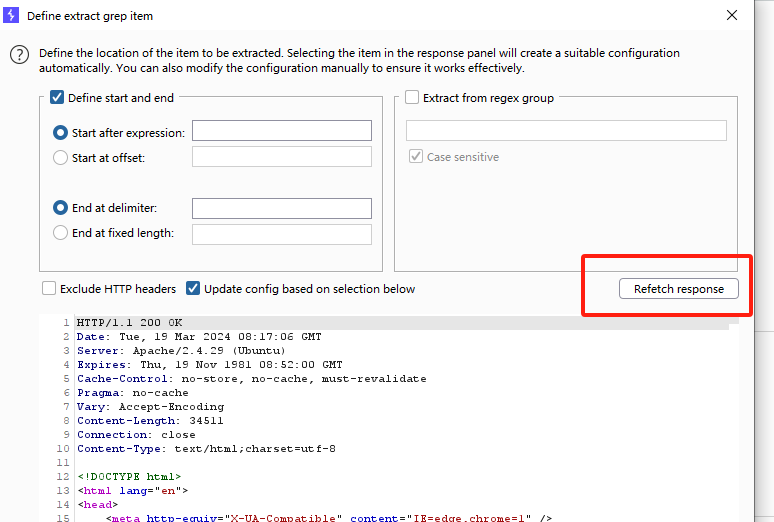 Define extract grep item
Define the location of the item to be extracted. Selecting the item in the response panel will create a suitable configuration
automatically. You can also modify the configuration manually to ensure it works effectively.
Define start and end
Extract from regex group
Start after expression:
Start at offset:
Case sensitive
End at delimiter:
End at fixed length:
Exclude HTTP headers
Update config based on selection below
Refetch response
1 HTTP/1.1 200 OK
2 Date: Tue, 19 Mar 2024 08:17:06 GMT
3 Server: Apache/2.4.29 (Ubuntu)
4 Expires: Thu, 19 Nov 1981 08:52:00 GMT
5 Cache-Control: no-store, no-cache, must-revalidate
6 Pragma: no-cache
7 Vary: Accept-Encoding
8 Content-Length: 34511
9 Connection: close
10 Content-Type: text/html;charset=utf-8
11
12 <!DOCTYPE html>
13 <html lang="en">
14 <head>
15 <meta http-equiv="X-UA-Compatible" content="IE=edge,chrome=1" />